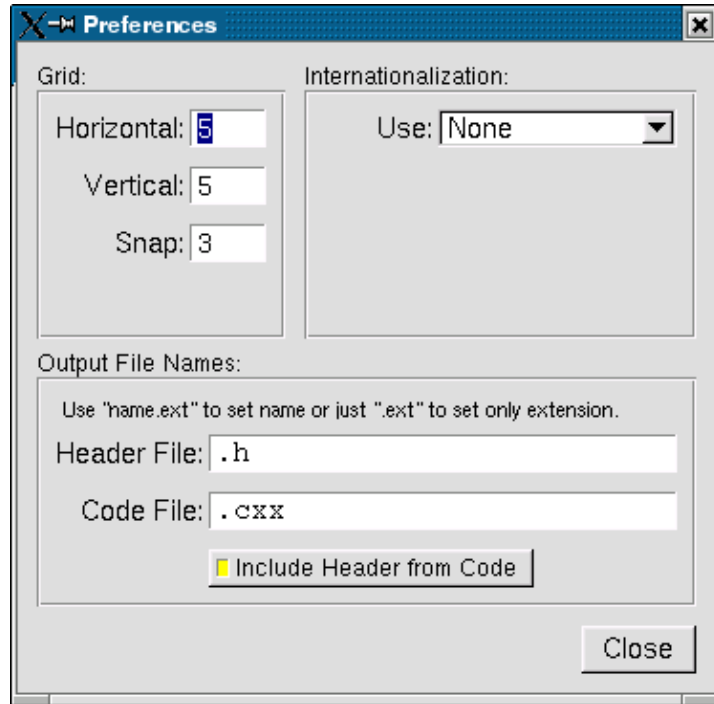 Preferences
Grid:
Horizontal: 5
Vertical: 5
Snap: 3
Internationalization:
Use: None
Output File Names:
Use "name.ext" to set name or just ".ext" to set only extension.
Header File: .h
Code File: .cxx
Include Header from Code
Close